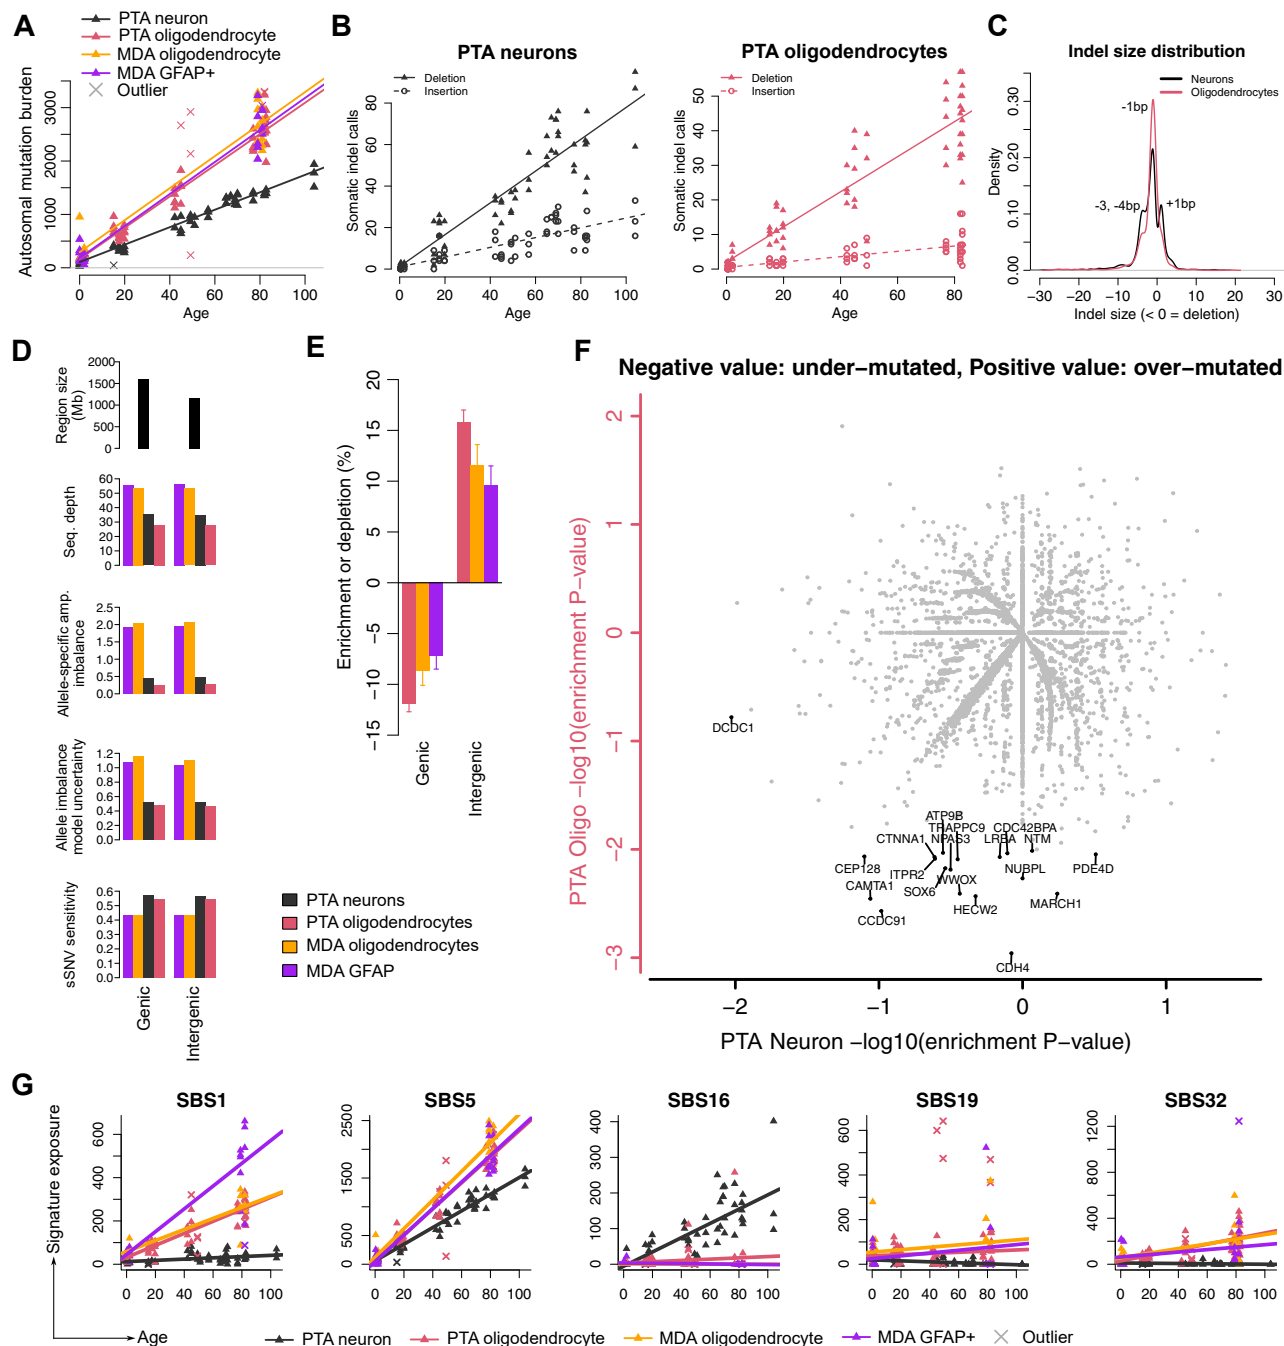 A
PTA neuron
PTA oligodendrocyte
MDA oligodendrocyte
MDA GFAP+
Outlier
Autosomal mutation burden
0
1000
2000
3000
0 20 40 60 80 100
Age
B
PTA neurons
Deletion
Insertion
Somatic indel calls
0
20
40
60
80
0 20 40 60 80 100
Age
PTA oligodendrocytes
Deletion
Insertion
Somatic indel calls
0
10
20
30
40
50
0 20 40 60 80
Age
C
Indel size distribution
Neurons
Oligodendrocytes
-1bp
-3, -4bp
+1bp
Density
0.00
0.10
0.20
0.30
−30 −20 −10 0 10 20 30
Indel size (< 0 = deletion)
D
Region size
(Mb)
2000
1500
1000
500
0
Seq. depth
60
50
40
30
20
10
0
Allele-specific amp.
imbalance
2.5
2.0
1.5
1.0
0.5
0.0
Allele imbalance
model uncertainty
1.2
1.0
0.8
0.6
0.4
0.2
0.0
sSNV sensitivity
0.6
0.5
0.4
0.3
0.2
0.1
0.0
Genic
Intergenic
PTA neurons
PTA oligodendrocytes
MDA oligodendrocytes
MDA GFAP
E
Enrichment or depletion (%)
20
15
10
5
0
−5
−10
−15
Genic
Intergenic
F
Negative value: under-mutated, Positive value: over-mutated
PTA Oligo −log10(enrichment P−value)
2
1
0
−1
−2
−3
DCDC1
ATP9B
TRAPPC9
CDC42BPA
CTNNA1
NPAS3
LRBA
NTM
CEP128
ITPR2
NUBPL
PDE4D
CAMTA1
SOX6
WWOX
CCDC91
HECW2
MARCH1
CDH4
−2 −1 0 1
PTA Neuron −log10(enrichment P−value)
G
Signature exposure
Age
SBS1
0
200
400
600
0 20 40 60 80 100
SBS5
0
500
1500
2500
0 20 40 60 80 100
SBS16
0
100
200
300
400
0 20 40 60 80 100
SBS19
0
200
400
600
0 20 40 60 80 100
SBS32
0
200
400
600
900
1200
0 20 40 60 80 100
PTA neuron
PTA oligodendrocyte
MDA oligodendrocyte
MDA GFAP+
Outlier